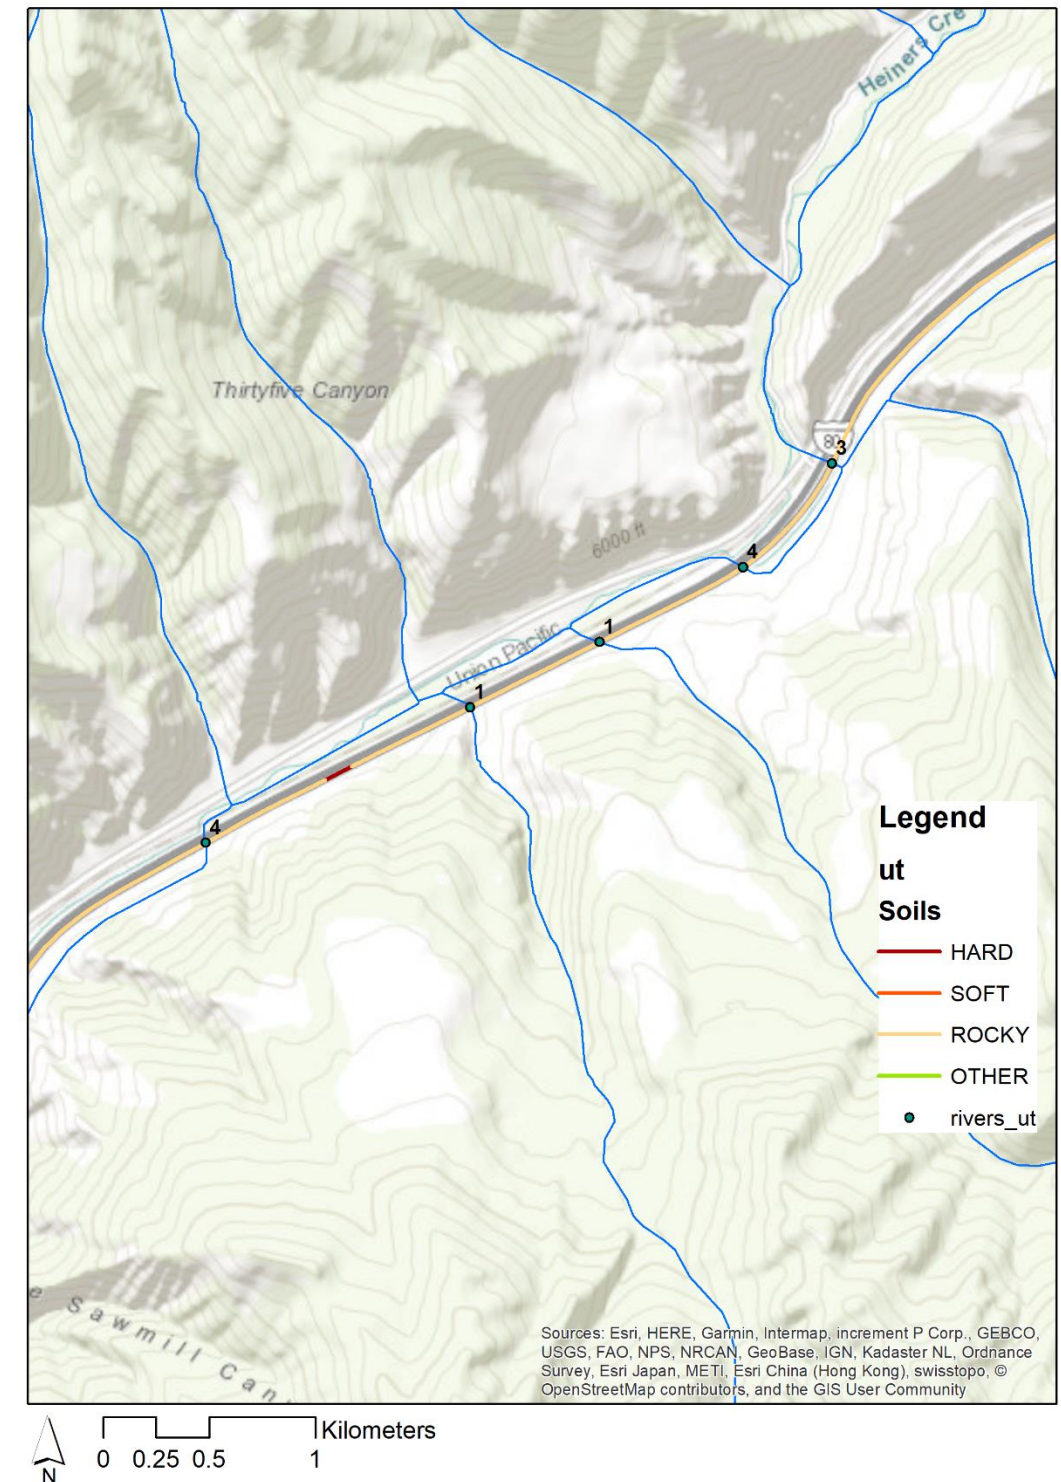 Heiners Cre
Thirtyfive Canyon
80
3
6000 ft
4
1
Union Pacific
1
4
Legend
ut
Soils
HARD
SOFT
ROCKY
OTHER
rivers_ut
e Sawmill Can
Sources: Esri, HERE, Garmin, Intermap, increment P Corp., GEBCO,
USGS, FAO, NPS, NRCAN, GeoBase, IGN, Kadaster NL, Ordnance
Survey, Esri Japan, METI, Esri China (Hong Kong), swisstopo, ©
OpenStreetMap contributors, and the GIS User Community
Kilometers
0 0.25 0.5 1
N